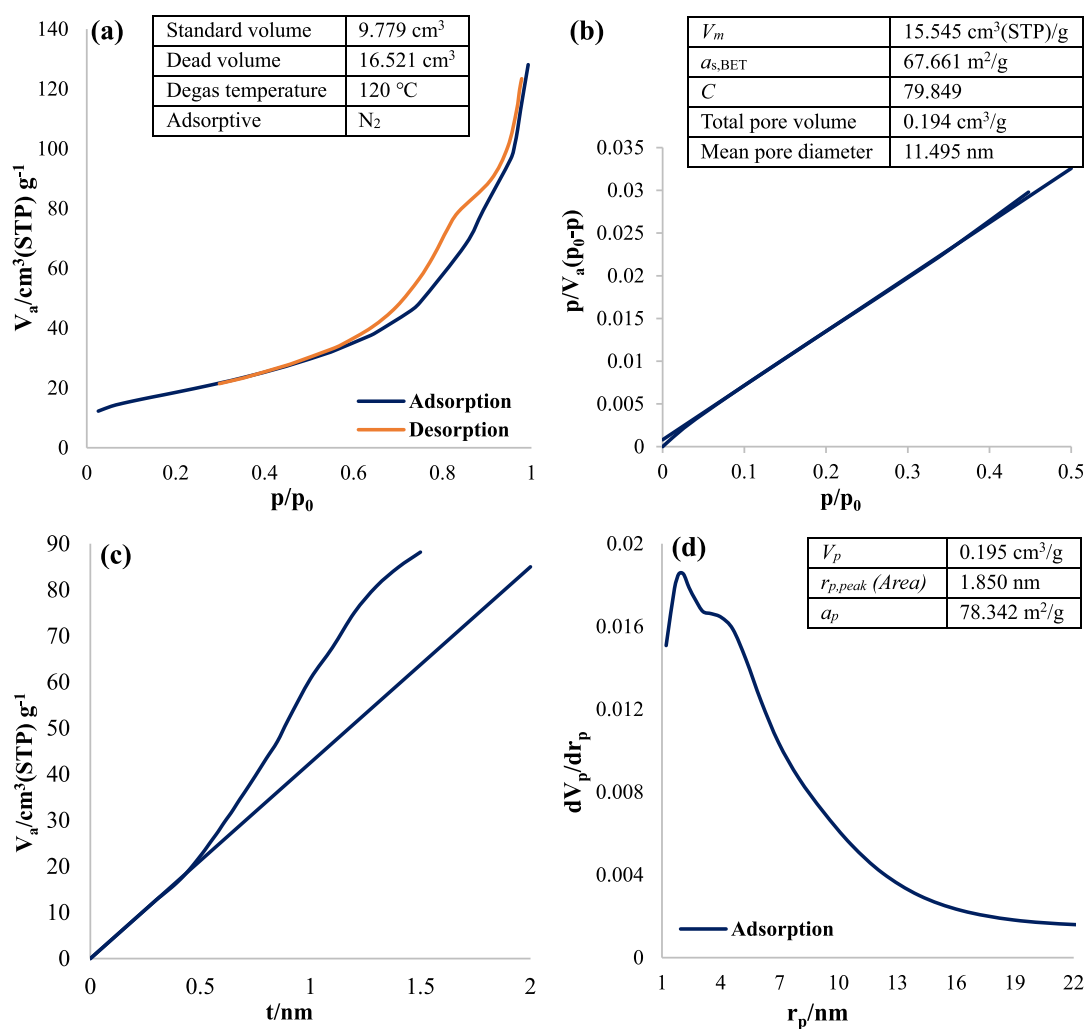 (a)
Standard volume 9.779 cm³
Dead volume 16.521 cm³
Degas temperature 120 °C
Adsorptive N₂
Vₐ/cm³(STP) g⁻¹
140
120
100
80
60
40
20
0
0 0.2 0.4 0.6 0.8 1
p/p₀
Adsorption
Desorption
(b)
Vₘ 15.545 cm³(STP)/g
aₛ,BET 67.661 m²/g
C 79.849
Total pore volume 0.194 cm³/g
Mean pore diameter 11.495 nm
p/Vₐ(p₀-p)
0.035
0.03
0.025
0.02
0.015
0.01
0.005
0
0 0.1 0.2 0.3 0.4 0.5
p/p₀
(c)
Vₐ/cm³(STP) g⁻¹
90
80
70
60
50
40
30
20
10
0
0 0.5 1 1.5 2
t/nm
(d)
Vₚ 0.195 cm³/g
rₚ,peak (Area) 1.850 nm
aₚ 78.342 m²/g
dVₚ/drₚ
0.02
0.016
0.012
0.008
0.004
0
1 4 7 10 13 16 19 22
rₚ/nm
Adsorption